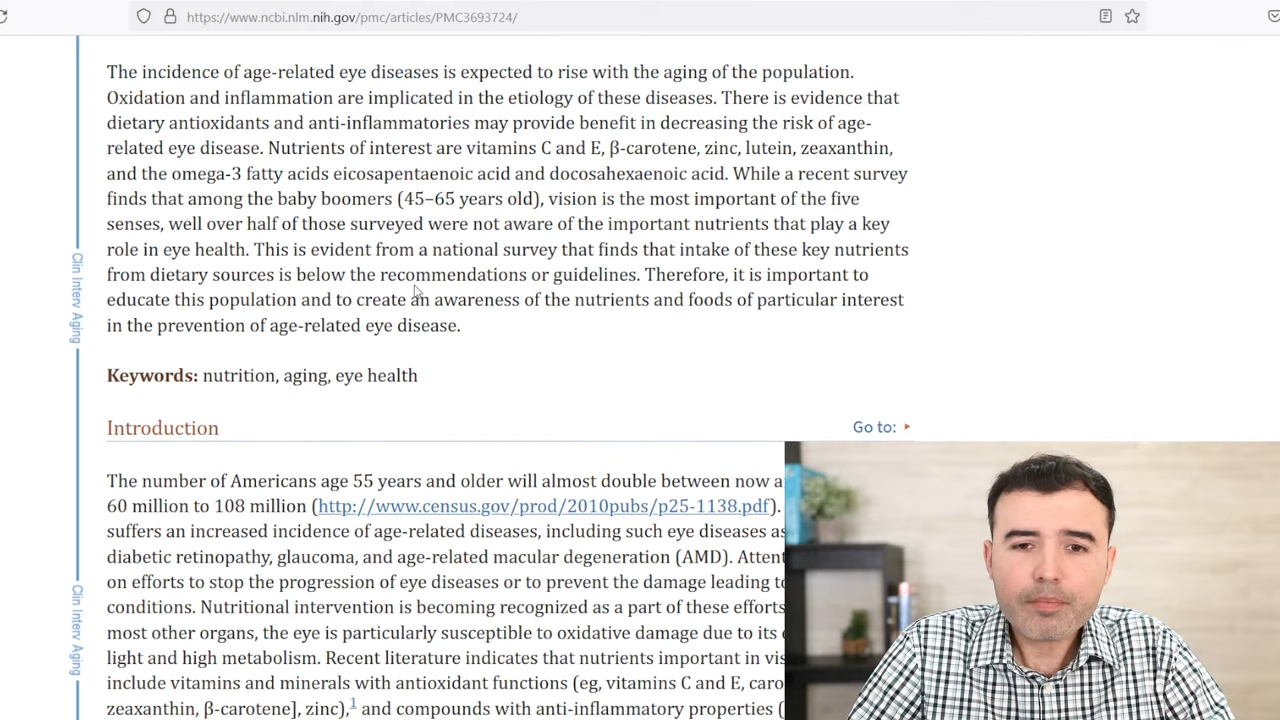 https://www.ncbi.nlm.nih.gov/pmc/articles/PMC3693724/
The incidence of age-related eye diseases is expected to rise with the aging of the population.
Oxidation and inflammation are implicated in the etiology of these diseases. There is evidence that
dietary antioxidants and anti-inflammatories may provide benefit in decreasing the risk of age-
related eye disease. Nutrients of interest are vitamins C and E, β-carotene, zinc, lutein, zeaxanthin,
and the omega-3 fatty acids eicosapentaenoic acid and docosahexaenoic acid. While a recent survey
finds that among the baby boomers (45–65 years old), vision is the most important of the five
senses, well over half of those surveyed were not aware of the important nutrients that play a key
role in eye health. This is evident from a national survey that finds that intake of these key nutrients
from dietary sources is below the recommendations or guidelines. Therefore, it is important to
educate this population and to create an awareness of the nutrients and foods of particular interest
in the prevention of age-related eye disease.
Keywords: nutrition, aging, eye health
Introduction
Go to:
The number of Americans age 55 years and older will almost double between now a
60 million to 108 million (http://www.census.gov/prod/2010pubs/p25-1138.pdf).
suffers an increased incidence of age-related diseases, including such eye diseases as
diabetic retinopathy, glaucoma, and age-related macular degeneration (AMD). Attent
on efforts to stop the progression of eye diseases or to prevent the damage leading
conditions. Nutritional intervention is becoming recognized as a part of these efforts
most other organs, the eye is particularly susceptible to oxidative damage due to its
light and high metabolism. Recent literature indicates that nutrients important in vis
include vitamins and minerals with antioxidant functions (eg, vitamins C and E, caro
zeaxanthin, β-carotene], zinc),1 and compounds with anti-inflammatory properties (
Clin Interv Aging
Clin Interv Aging